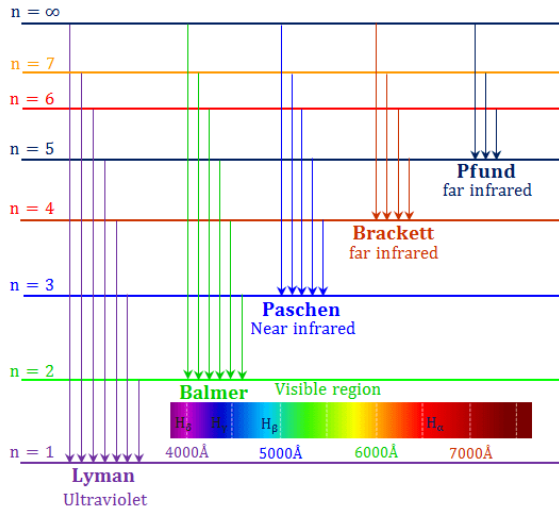 n = ∞
n = 7
n = 6
n = 5
Pfund
far infrared
n = 4
Brackett
far infrared
n = 3
Paschen
Near infrared
n = 2
Balmer
Visible region
Hδ Hγ Hβ Hα
4000Å 5000Å 6000Å 7000Å
n = 1
Lyman
Ultraviolet